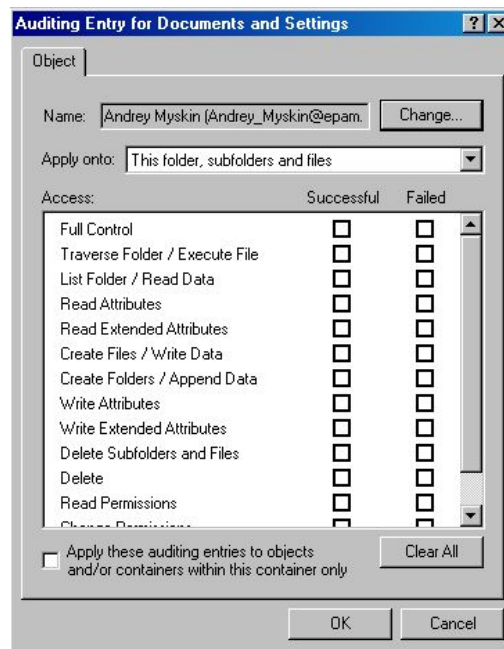 Auditing Entry for Documents and Settings
Object
Name: Andrey Myskin (Andrey_Myskin@epam. Change...
Apply onto: This folder, subfolders and files
Access: Successful Failed
Full Control
Traverse Folder / Execute File
List Folder / Read Data
Read Attributes
Read Extended Attributes
Create Files / Write Data
Create Folders / Append Data
Write Attributes
Write Extended Attributes
Delete Subfolders and Files
Delete
Read Permissions
Change Permissions
Apply these auditing entries to objects Clear All
and/or containers within this container only
OK Cancel